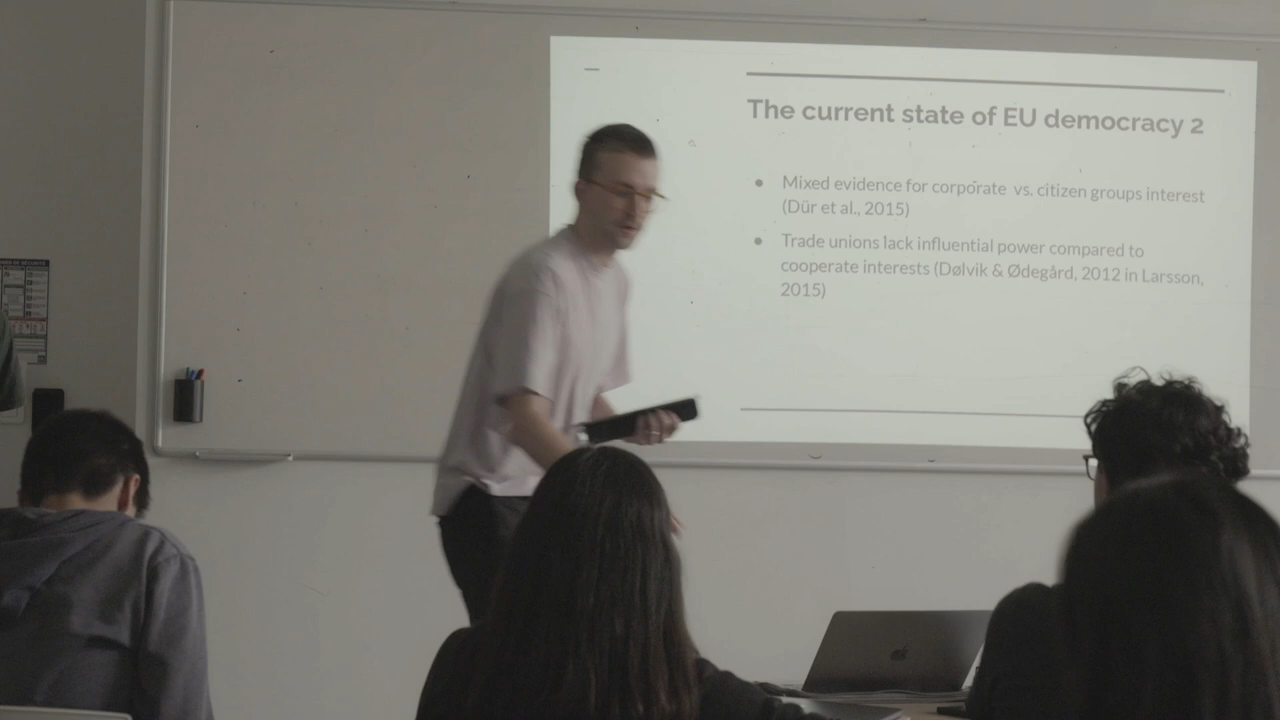 The current state of EU democracy 2
● Mixed evidence for corporate vs. citizen groups interest
(Dür et al., 2015)
● Trade unions lack influential power compared to
cooperate interests (Dølvik & Ødegård, 2012 in Larsson,
2015)